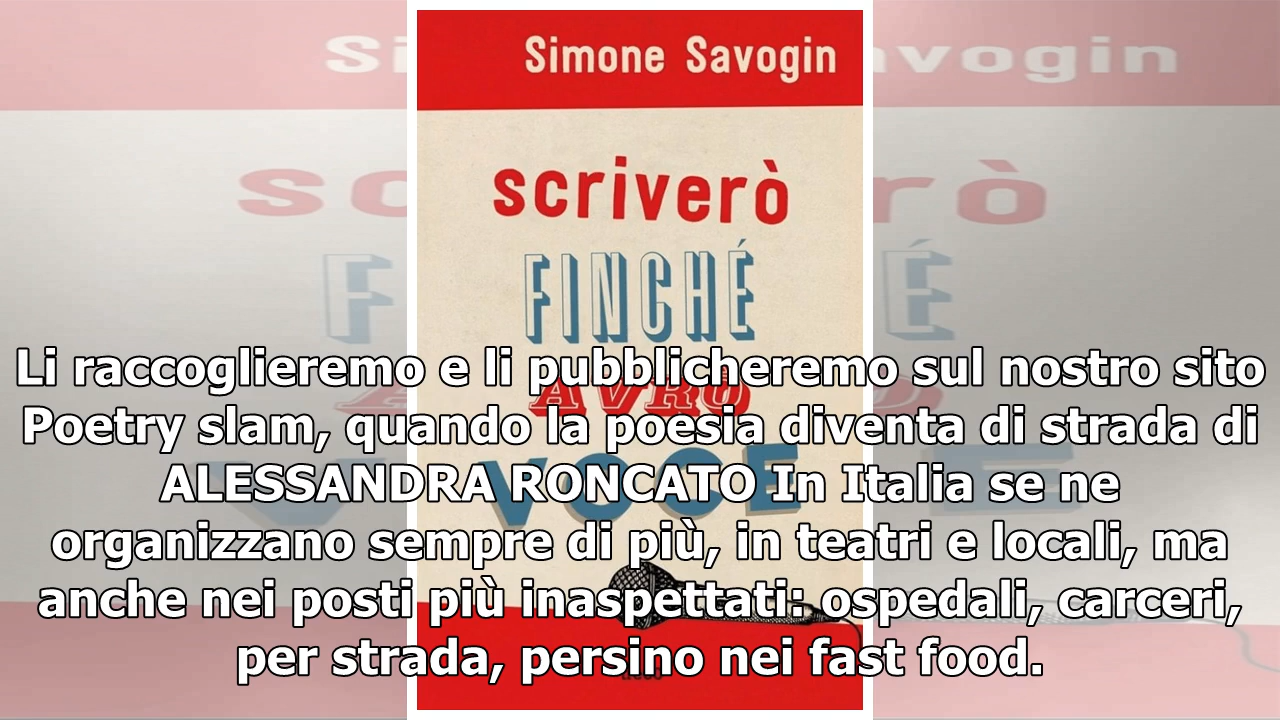 Simone Savogin
scriverò
FINCHÉ
AVRÒ
VOCE
Li raccoglieremo e li pubblicheremo sul nostro sito
Poetry slam, quando la poesia diventa di strada di
ALESSANDRA RONCATO In Italia se ne
organizzano sempre di più, in teatri e locali, ma
anche nei posti più inaspettati: ospedali, carceri,
per strada, persino nei fast food.